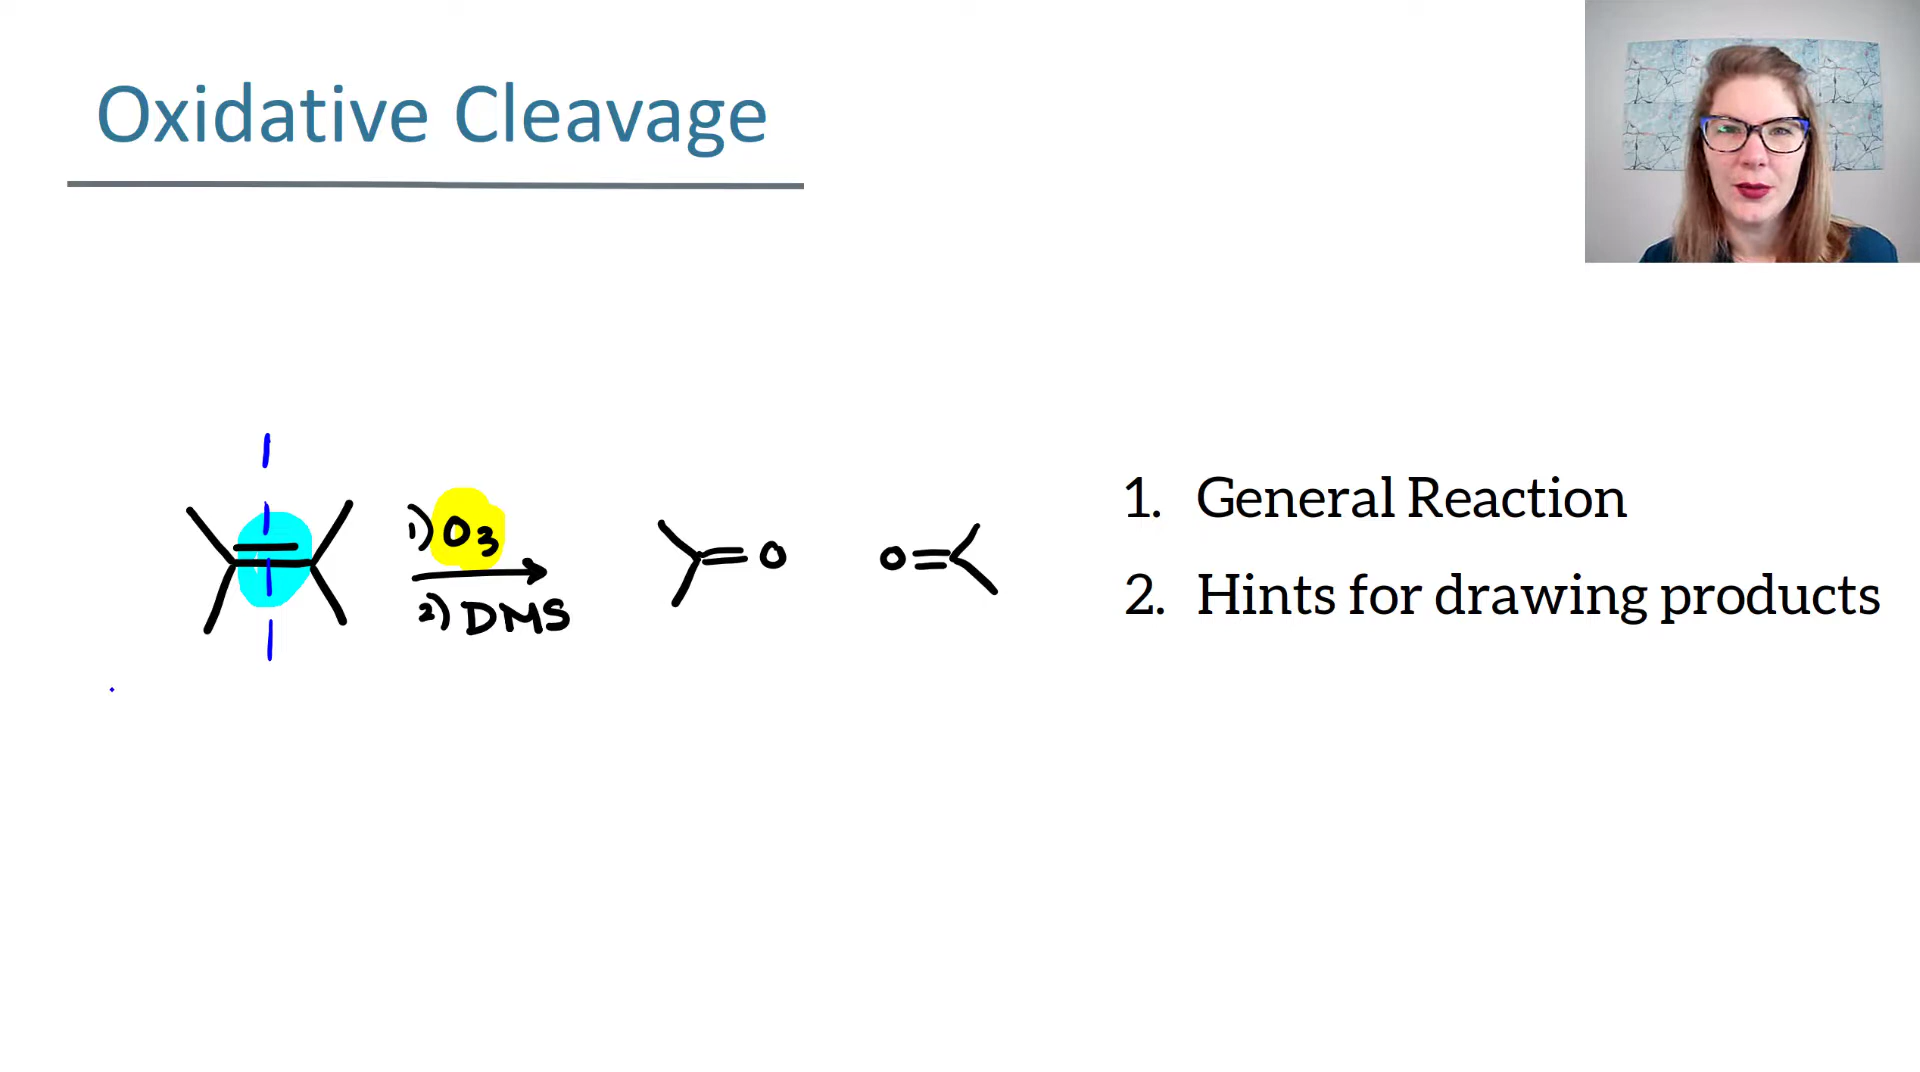 Oxidative Cleavage
1) O3
2) DMS
=O O=
1. General Reaction
2. Hints for drawing products